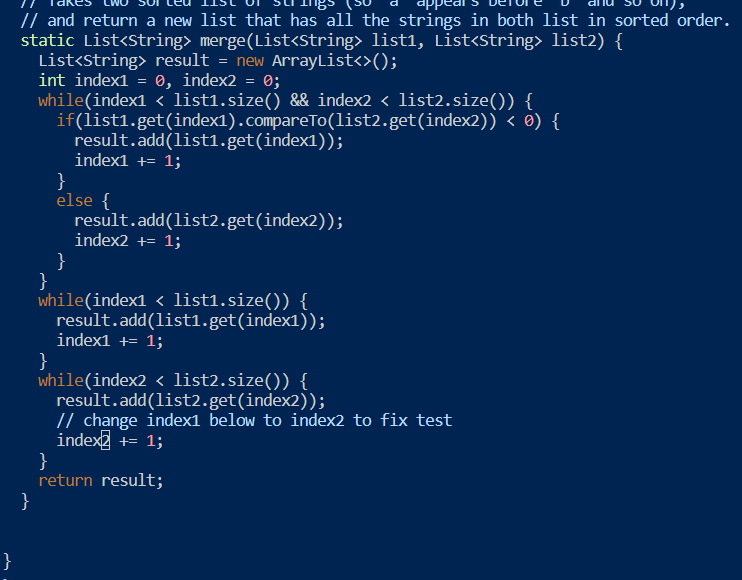 // Takes two sorted list of strings (so "a" appears before "b" and so on),
// and return a new list that has all the strings in both list in sorted order.
static List<String> merge(List<String> list1, List<String> list2) {
List<String> result = new ArrayList<>();
int index1 = 0, index2 = 0;
while(index1 < list1.size() && index2 < list2.size()) {
if(list1.get(index1).compareTo(list2.get(index2)) < 0) {
result.add(list1.get(index1));
index1 += 1;
}
else {
result.add(list2.get(index2));
index2 += 1;
}
}
while(index1 < list1.size()) {
result.add(list1.get(index1));
index1 += 1;
}
while(index2 < list2.size()) {
result.add(list2.get(index2));
// change index1 below to index2 to fix test
index2 += 1;
}
return result;
}
}